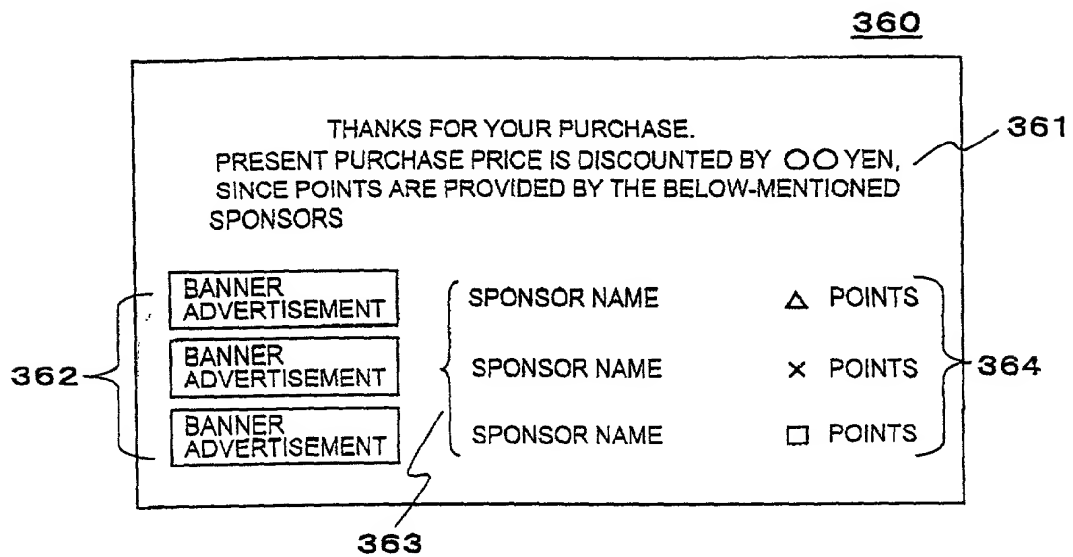 360
THANKS FOR YOUR PURCHASE.
361
PRESENT PURCHASE PRICE IS DISCOUNTED BY ○○ YEN,
SINCE POINTS ARE PROVIDED BY THE BELOW-MENTIONED
SPONSORS
BANNER
ADVERTISEMENT
SPONSOR NAME △ POINTS
BANNER
ADVERTISEMENT
SPONSOR NAME × POINTS
362
364
BANNER
ADVERTISEMENT
SPONSOR NAME □ POINTS
363